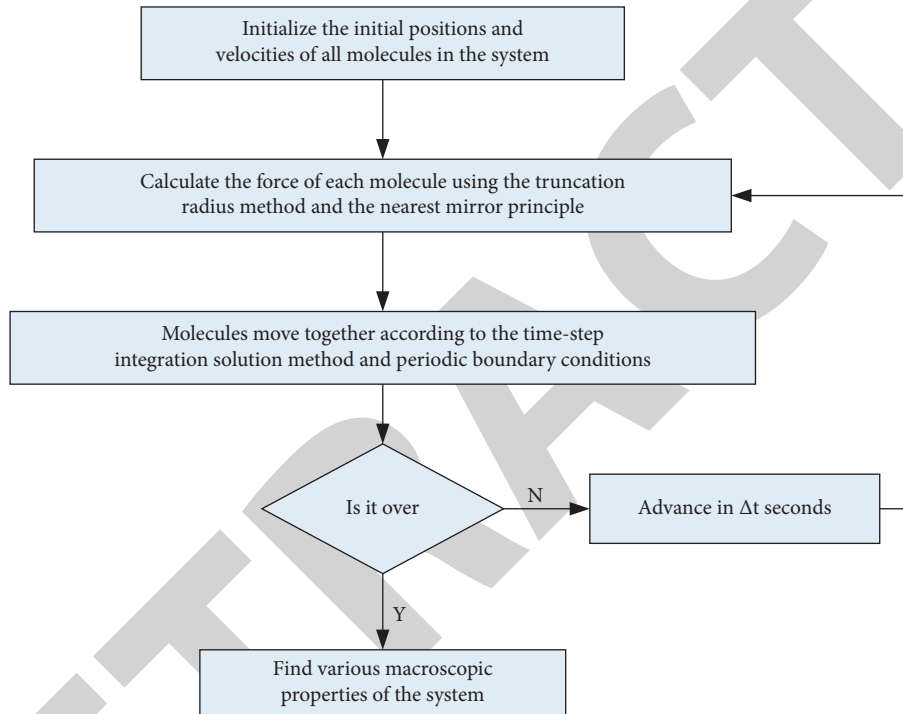 Initialize the initial positions and
velocities of all molecules in the system
Calculate the force of each molecule using the truncation
radius method and the nearest mirror principle
Molecules move together according to the time-step
integration solution method and periodic boundary conditions
Is it over
N
Advance in Δt seconds
Y
Find various macroscopic
properties of the system
TRACT